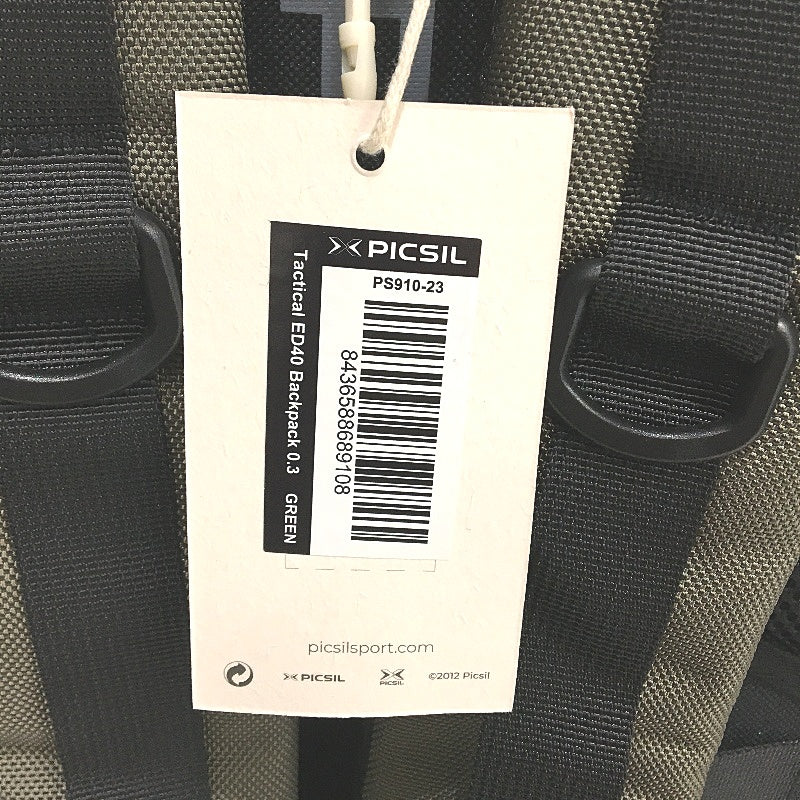 PICSIL
PS910-23
8436588689108
Tactical ED40 Backpack 0.3 GREEN
picsilsport.com
PICSIL
PICSIL
©2012 Picsil